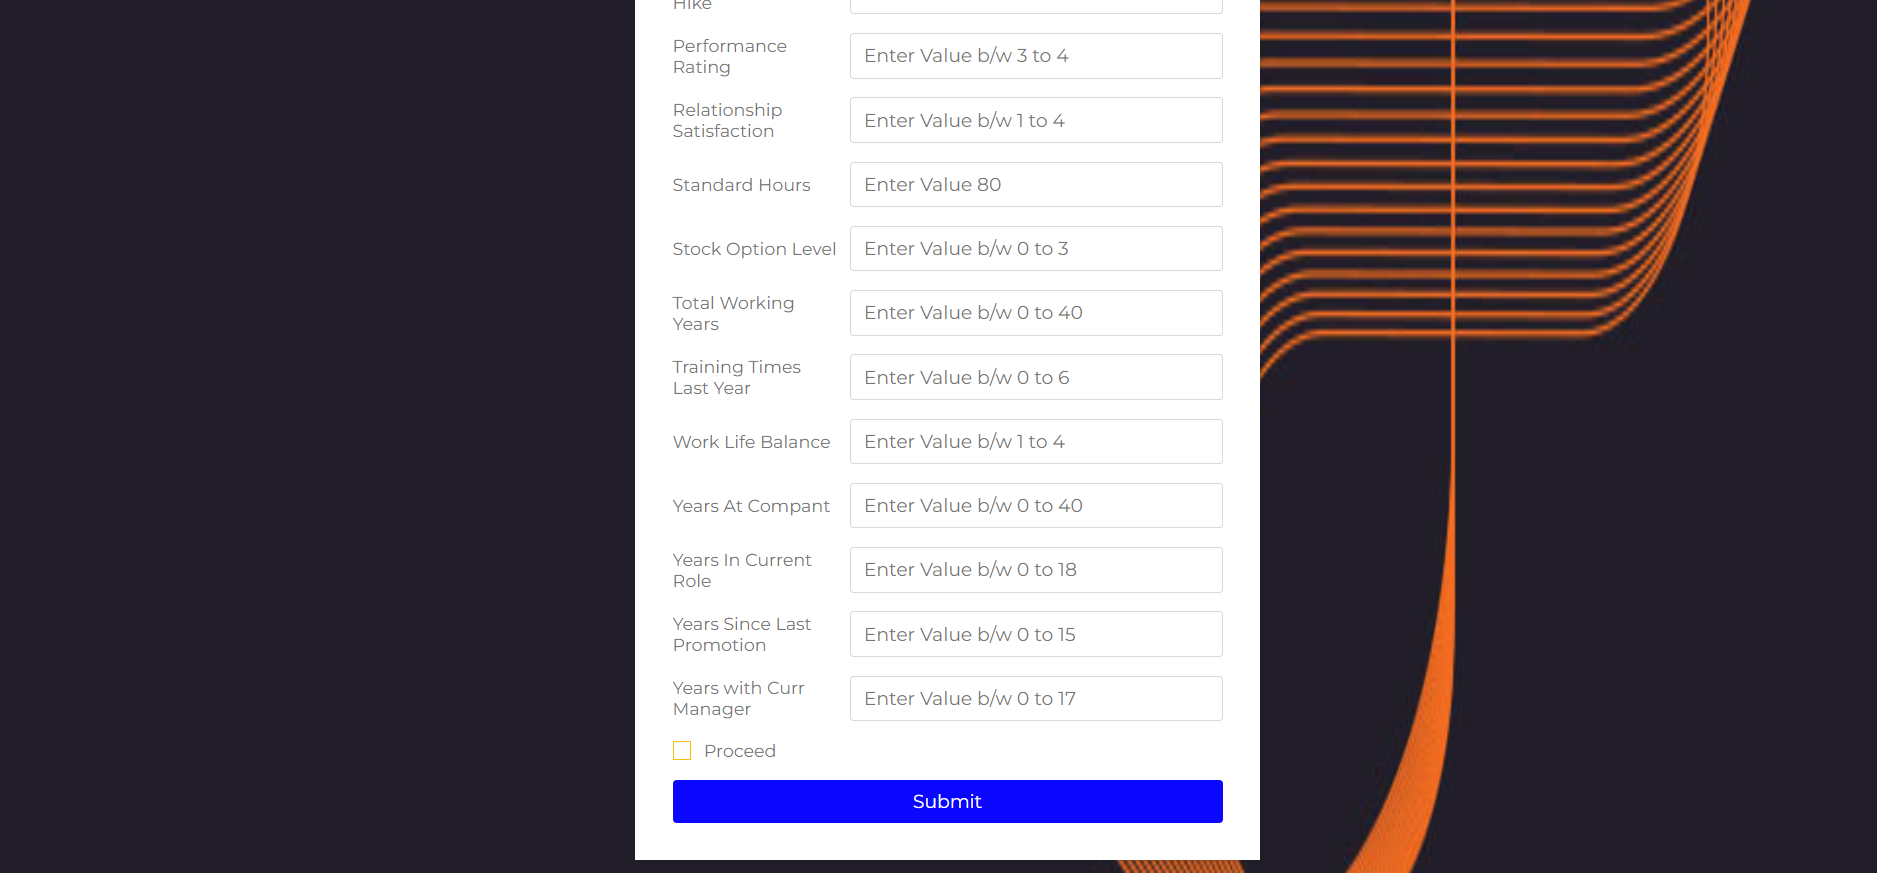 Hike
Performance
Rating
Enter Value b/w 3 to 4
Relationship
Satisfaction
Enter Value b/w 1 to 4
Standard Hours
Enter Value 80
Stock Option Level
Enter Value b/w 0 to 3
Total Working
Years
Enter Value b/w 0 to 40
Training Times
Last Year
Enter Value b/w 0 to 6
Work Life Balance
Enter Value b/w 1 to 4
Years At Compant
Enter Value b/w 0 to 40
Years In Current
Role
Enter Value b/w 0 to 18
Years Since Last
Promotion
Enter Value b/w 0 to 15
Years with Curr
Manager
Enter Value b/w 0 to 17
Proceed
Submit